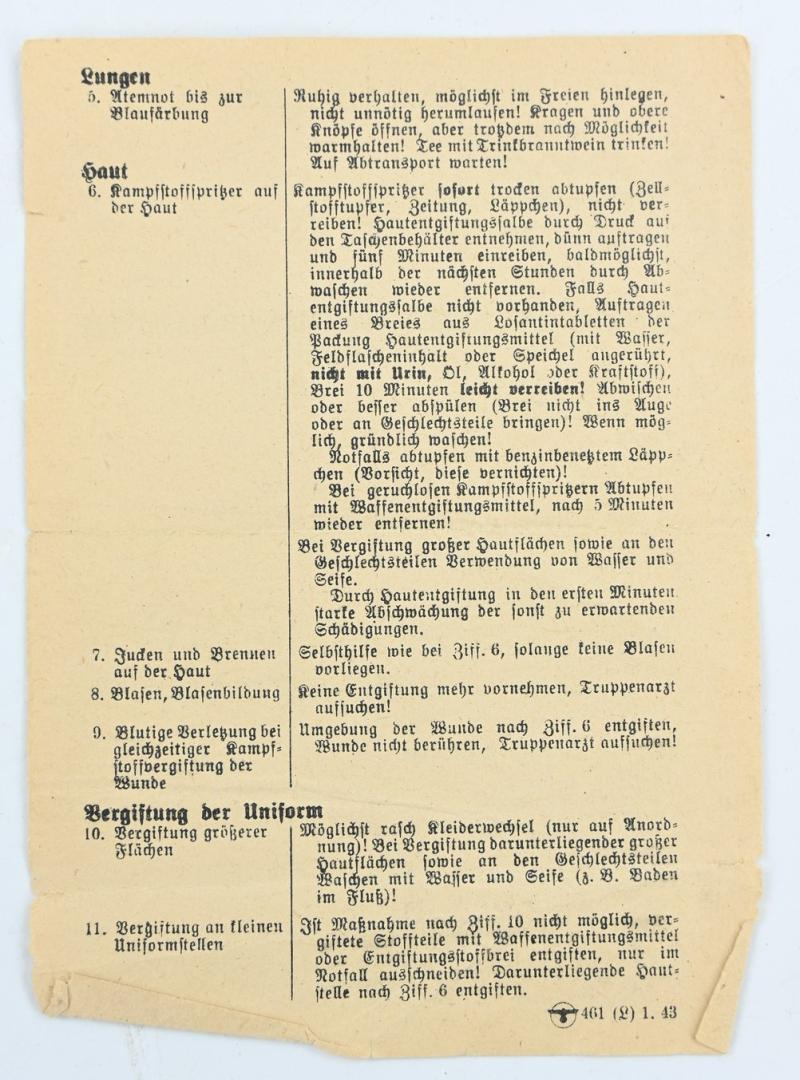 Lungen
5. Atemnot bis zur Blaufärbung
Ruhig verhalten, möglichst im Freien hinlegen,
nicht unnötig herumlaufen! Kragen und obere
Knöpfe öffnen, aber trotzdem nach Möglichkeit
warmhalten! Tee mit Trinkbranntwein trinken!
Auf Abtransport warten!
Haut
6. Kampfstoffspritzer auf
der Haut
Kampfstoffspritzer sofort trocken abtupfen (Zell-
stofftupfer, Zeitung, Läppchen), nicht ver-
reiben! Hautentgiftungssalbe durch Druck auf
den Taschenbehälter entnehmen, dünn auftragen
und fünf Minuten einreiben, baldmöglichst,
innerhalb der nächsten Stunden durch Ab-
waschen wieder entfernen. Falls Haut-
entgiftungssalbe nicht vorhanden, Auftragen
eines Breies aus Losantintabletten der
Packung Hautentgiftungsmittel (mit Wasser,
Feldflascheninhalt oder Speichel angerührt,
nicht mit Urin, Öl, Alkohol oder Kraftstoff),
Brei 10 Minuten leicht verreiben! Abwischen
oder besser abspülen (Brei nicht ins Auge
oder an Geschlechtsteile bringen)! Wenn mög-
lich, gründlich waschen!
Notfalls abtupfen mit benzinbenetztem Läpp-
chen (Vorsicht, diese vernichten)!
Bei geruchlosen Kampfstoffspritzern Abtupfen
mit Waffenentgiftungsmittel, nach 5 Minuten
wieder entfernen!
Bei Vergiftung großer Hautflächen sowie an den
Geschlechtsteilen Verwendung von Wasser und
Seife.
Durch Hautentgiftung in den ersten Minuten
starke Abschwächung der sonst zu erwartenden
Schädigungen.
7. Jucken und Brennen
auf der Haut
Selbsthilfe wie bei Ziff. 6, solange keine Blasen
vorliegen.
8. Blasen, Blasenbildung
Keine Entgiftung mehr vornehmen, Truppenarzt
aufsuchen!
9. Blutige Verletzung bei
gleichzeitiger Kampf-
stoffvergiftung der
Wunde
Umgebung der Wunde nach Ziff. 6 entgiften,
Wunde nicht berühren, Truppenarzt aufsuchen!
Vergiftung der Uniform
10. Vergiftung größerer
Flächen
Möglichst rasch Kleiderwechsel (nur auf Anord-
nung)! Bei Vergiftung darunterliegender großer
Hautflächen sowie an den Geschlechtsteilen
Waschen mit Wasser und Seife (z. B. Baden
im Fluß)!
11. Vergiftung an kleinen
Uniformstellen
Ist Maßnahme nach Ziff. 10 nicht möglich, ver-
giftete Stoffteile mit Waffenentgiftungsmittel
oder Entgiftungsstoffbrei entgiften, nur im
Notfall ausschneiden! Darunterliegende Haut-
stelle nach Ziff. 6 entgiften.
461 (L) 1. 43